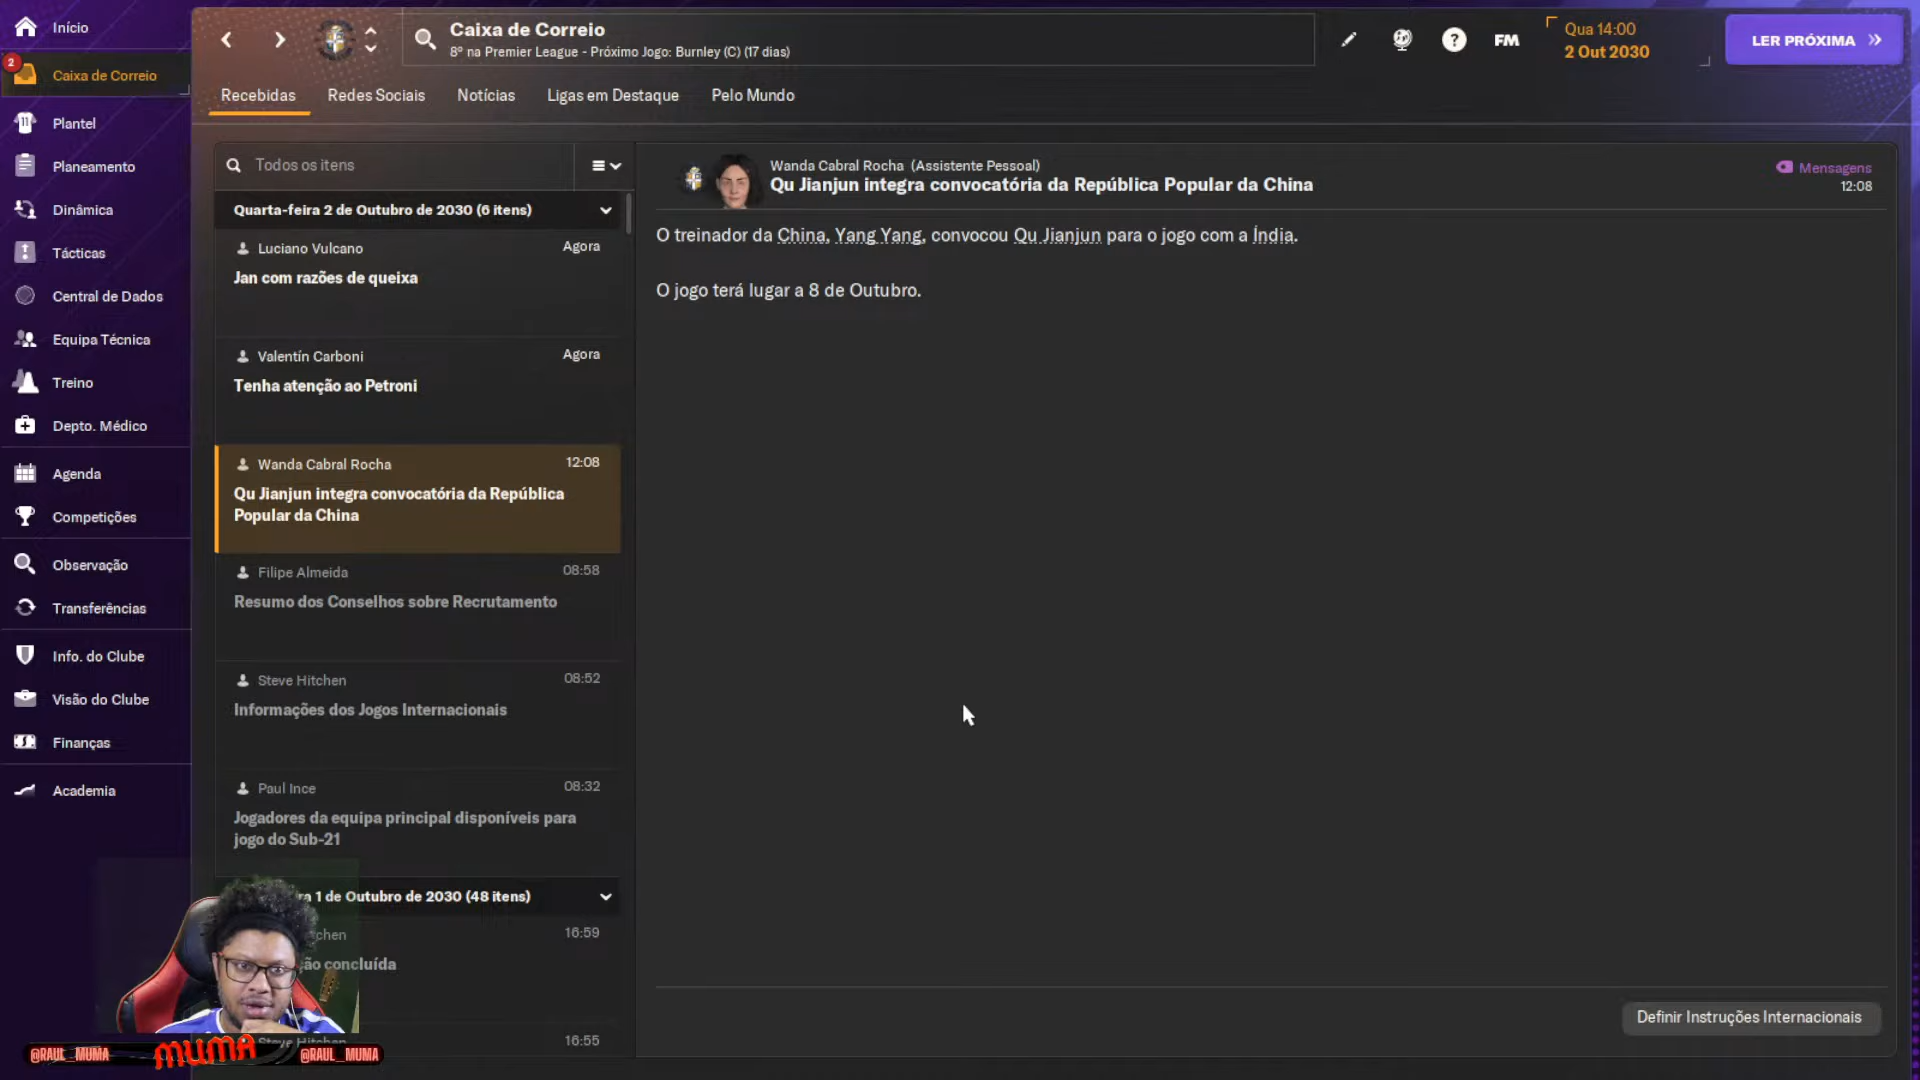 Início
2
Caixa de Correio
Plantel
Planeamento
Dinâmica
Tácticas
Central de Dados
Equipa Técnica
Treino
Depto. Médico
Agenda
Competições
Observação
Transferências
Info. do Clube
Visão do Clube
Finanças
Academia
Caixa de Correio
8º na Premier League - Próximo Jogo: Burnley (C) (17 dias)
FM
Qua 14:00
2 Out 2030
LER PRÓXIMA
Recebidas
Redes Sociais
Notícias
Ligas em Destaque
Pelo Mundo
Todos os itens
Quarta-feira 2 de Outubro de 2030 (6 itens)
Luciano Vulcano
Agora
Jan com razões de queixa
Valentín Carboni
Agora
Tenha atenção ao Petroni
Wanda Cabral Rocha
12:08
Qu Jianjun integra convocatória da República
Popular da China
Filipe Almeida
08:58
Resumo dos Conselhos sobre Recrutamento
Steve Hitchen
08:52
Informações dos Jogos Internacionais
Paul Ince
08:32
Jogadores da equipa principal disponíveis para
jogo do Sub-21
ra 1 de Outubro de 2030 (48 itens)
chen
16:59
ão concluída
Steve Hitchen
16:55
Wanda Cabral Rocha (Assistente Pessoal)
Qu Jianjun integra convocatória da República Popular da China
Mensagens
12:08
O treinador da China, Yang Yang, convocou Qu Jianjun para o jogo com a Índia.
O jogo terá lugar a 8 de Outubro.
Definir Instruções Internacionais
@RAUL_MUMA
MUMA
@RAUL_MUMA